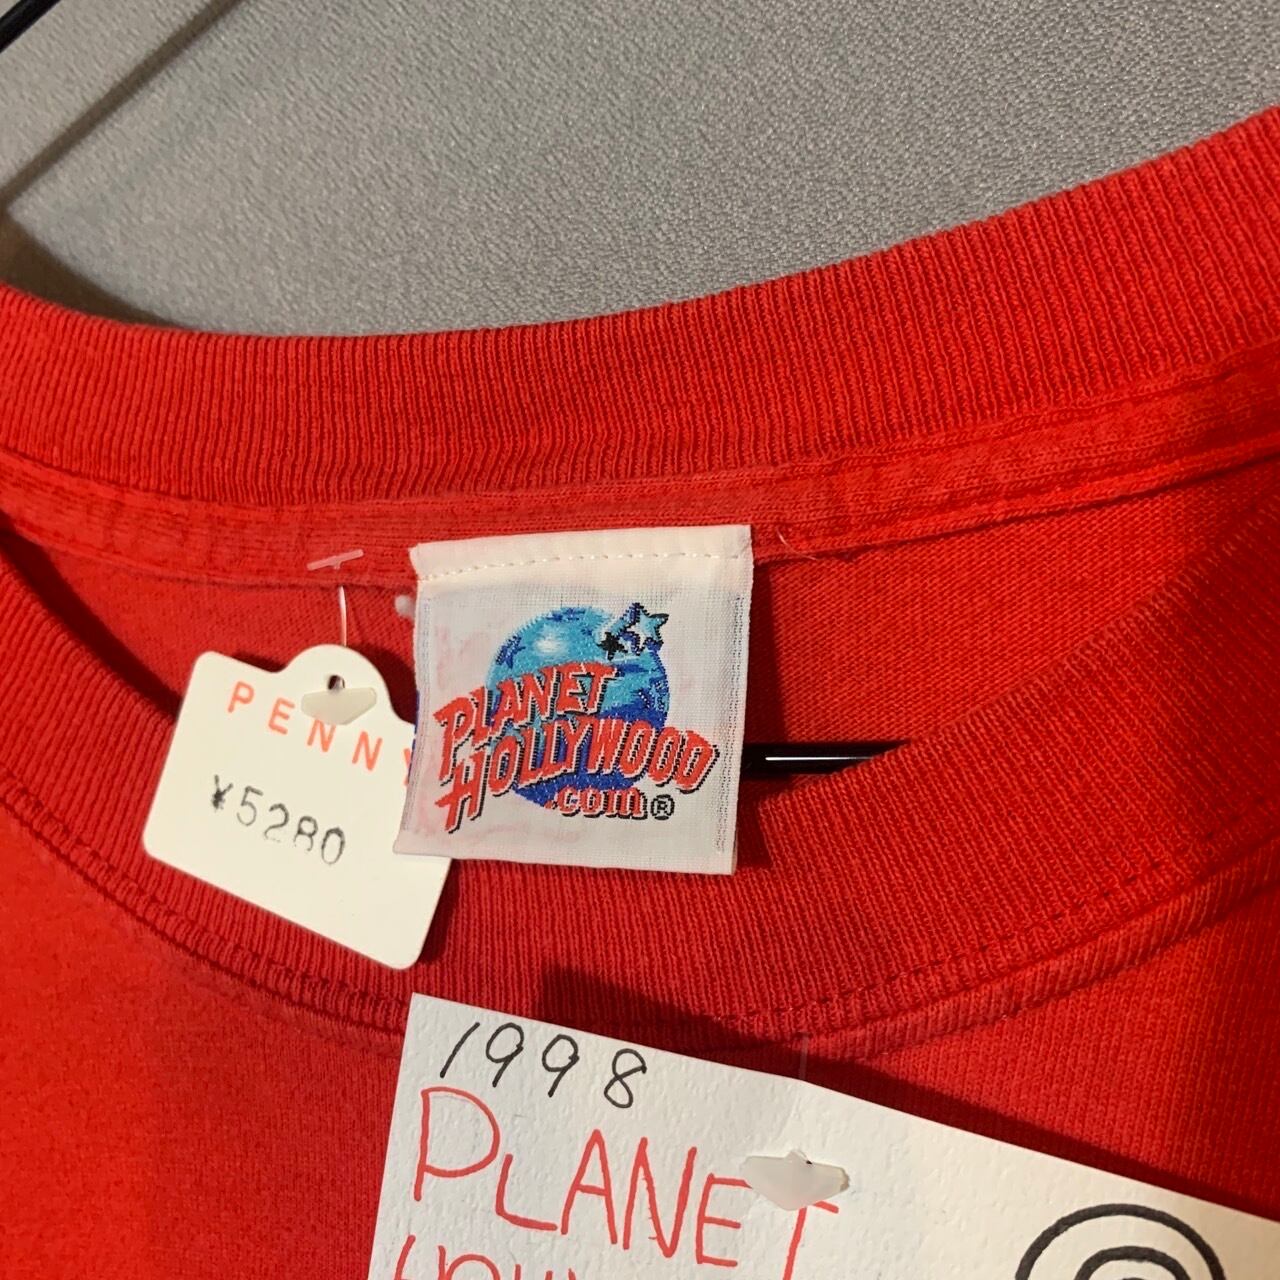 PENNY
¥5280
PLANET
HOLLYWOOD
.com®
1998
PLANET